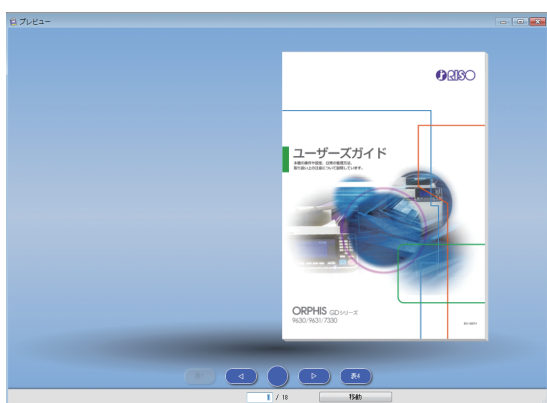 プレビュー
RISO
ユーザーズガイド
本機の操作や設定、日常の管理方法、
取り扱い上の注意について説明しています。
ORPHIS GDシリーズ
9630/9631/7330
表4
1 / 18 移動